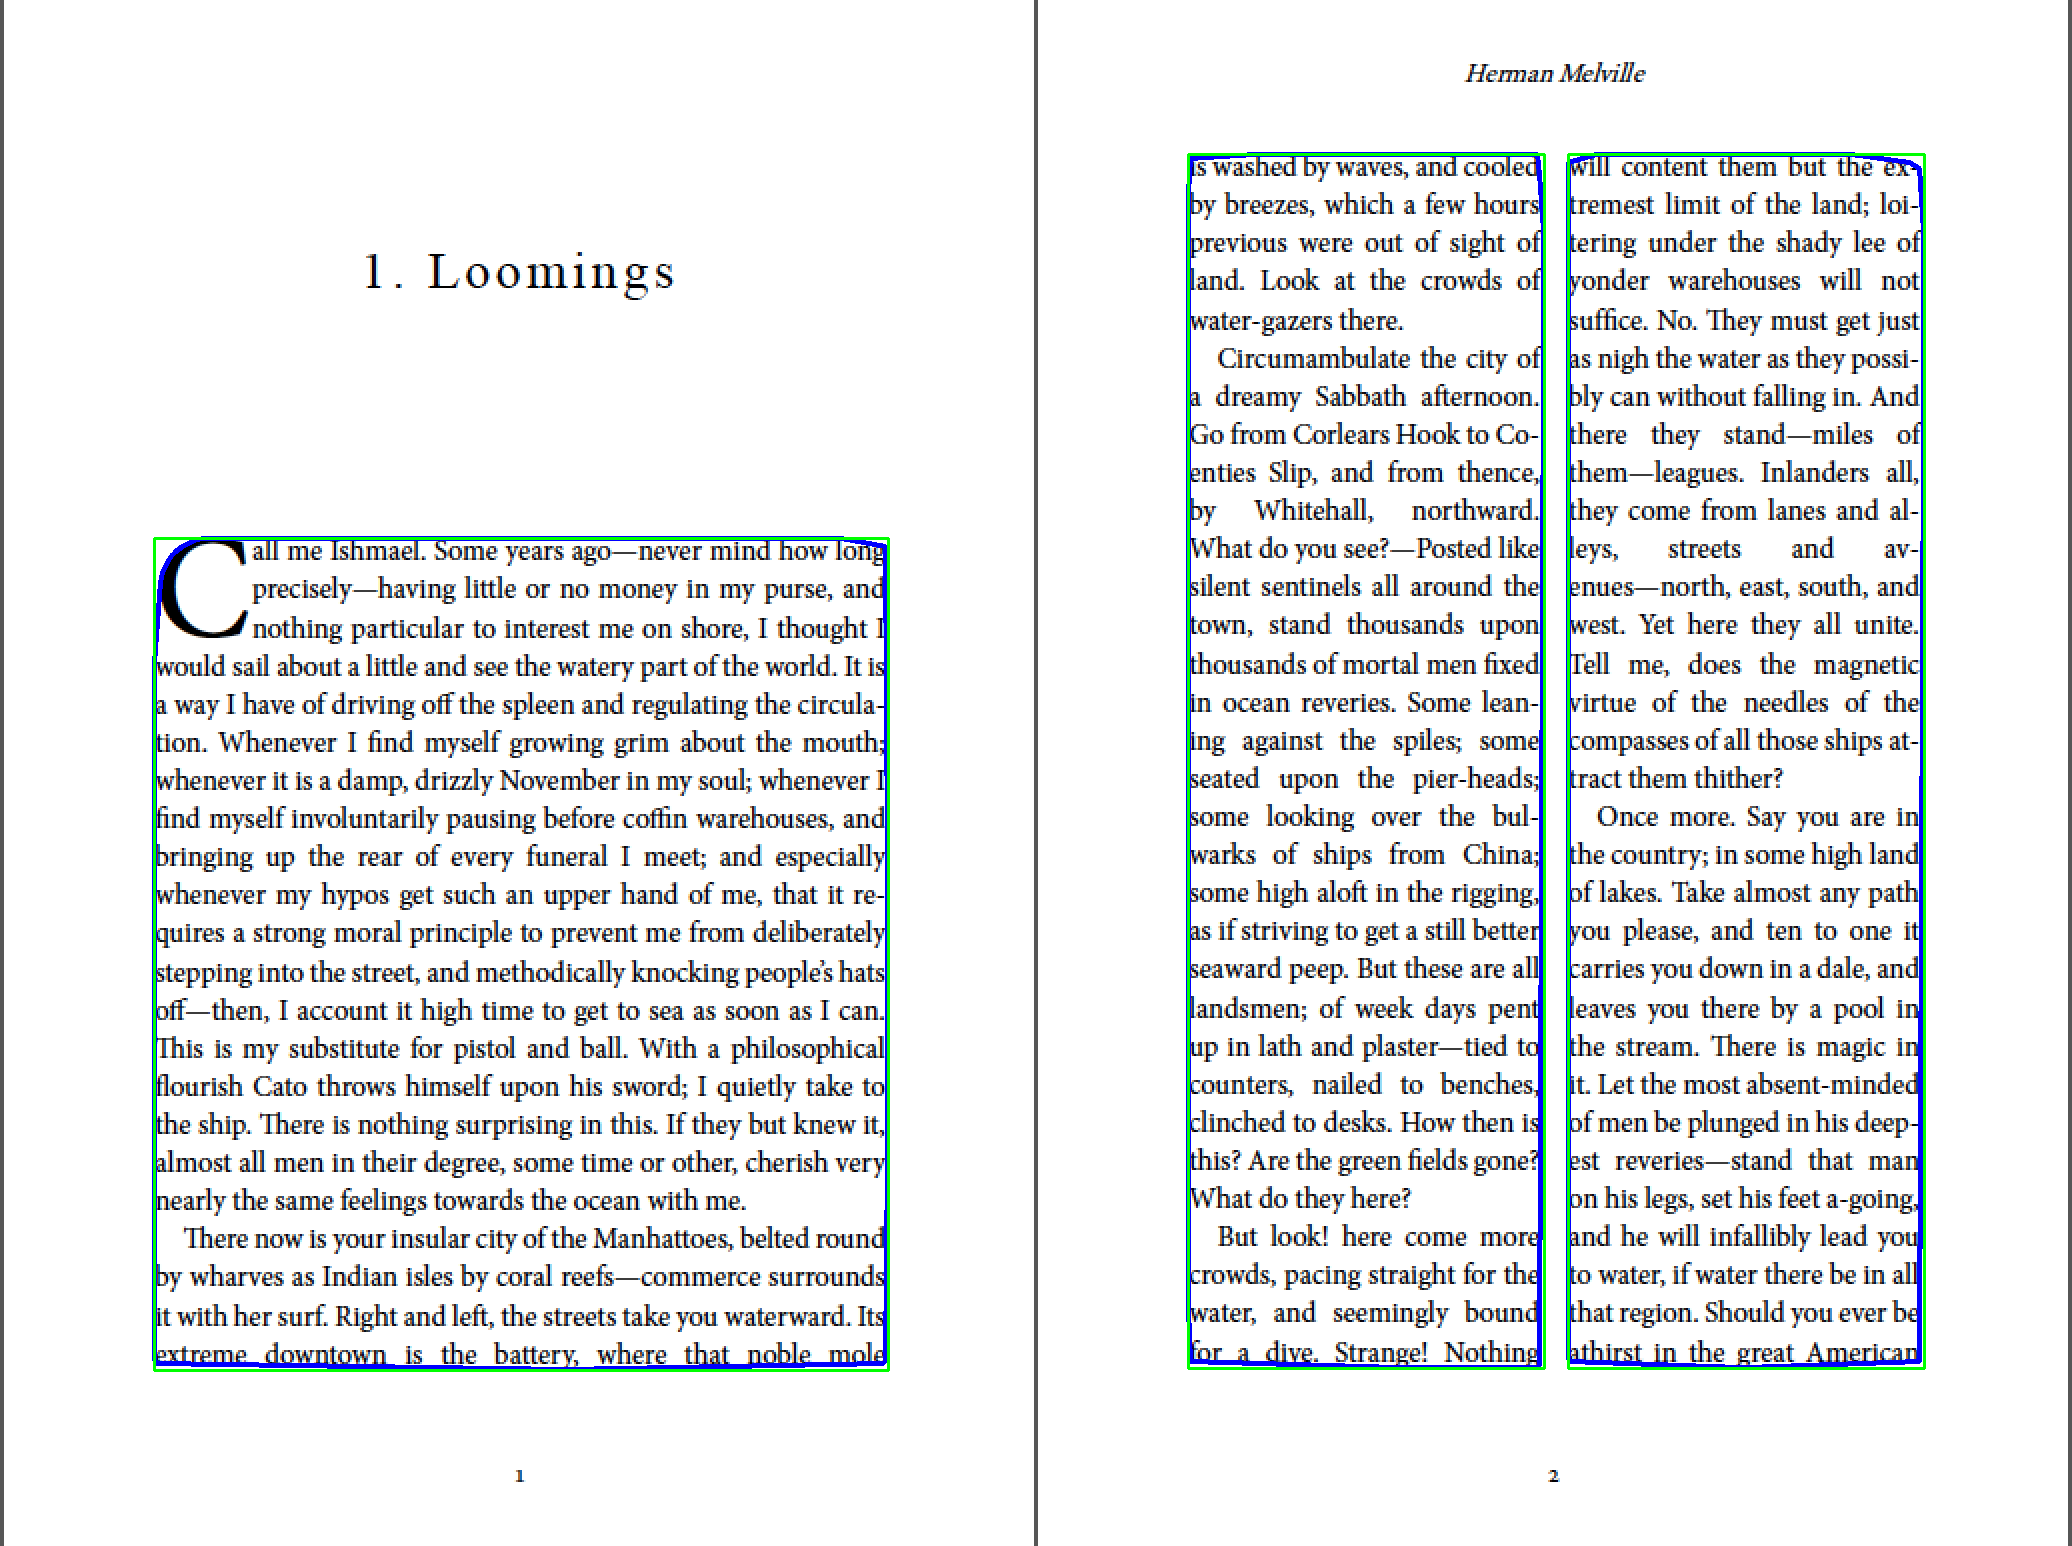 1. Loomings
Call me Ishmael. Some years ago—never mind how long
precisely—having little or no money in my purse, and
nothing particular to interest me on shore, I thought I
would sail about a little and see the watery part of the world. It is
a way I have of driving off the spleen and regulating the circula-
tion. Whenever I find myself growing grim about the mouth;
whenever it is a damp, drizzly November in my soul; whenever I
find myself involuntarily pausing before coffin warehouses, and
bringing up the rear of every funeral I meet; and especially
whenever my hypos get such an upper hand of me, that it re-
quires a strong moral principle to prevent me from deliberately
stepping into the street, and methodically knocking people’s hats
off—then, I account it high time to get to sea as soon as I can.
This is my substitute for pistol and ball. With a philosophical
flourish Cato throws himself upon his sword; I quietly take to
the ship. There is nothing surprising in this. If they but knew it,
almost all men in their degree, some time or other, cherish very
nearly the same feelings towards the ocean with me.
There now is your insular city of the Manhattoes, belted round
by wharves as Indian isles by coral reefs—commerce surrounds
it with her surf. Right and left, the streets take you waterward. Its
extreme downtown is the battery, where that noble mole
1
Herman Melville
is washed by waves, and cooled
by breezes, which a few hours
previous were out of sight of
land. Look at the crowds of
water-gazers there.
Circumambulate the city of
a dreamy Sabbath afternoon.
Go from Corlears Hook to Co-
enties Slip, and from thence,
by Whitehall, northward.
What do you see?—Posted like
silent sentinels all around the
town, stand thousands upon
thousands of mortal men fixed
in ocean reveries. Some lean-
ing against the spiles; some
seated upon the pier-heads;
some looking over the bul-
warks of ships from China;
some high aloft in the rigging,
as if striving to get a still better
seaward peep. But these are all
landsmen; of week days pent
up in lath and plaster—tied to
counters, nailed to benches,
clinched to desks. How then is
this? Are the green fields gone?
What do they here?
But look! here come more
crowds, pacing straight for the
water, and seemingly bound
for a dive. Strange! Nothing
will content them but the ex-
tremest limit of the land; loi-
tering under the shady lee of
yonder warehouses will not
suffice. No. They must get just
as nigh the water as they possi-
bly can without falling in. And
there they stand—miles of
them—leagues. Inlanders all,
they come from lanes and al-
leys, streets and av-
enues—north, east, south, and
west. Yet here they all unite.
Tell me, does the magnetic
virtue of the needles of the
compasses of all those ships at-
tract them thither?
Once more. Say you are in
the country; in some high land
of lakes. Take almost any path
you please, and ten to one it
carries you down in a dale, and
leaves you there by a pool in
the stream. There is magic in
it. Let the most absent-minded
of men be plunged in his deep-
est reveries—stand that man
on his legs, set his feet a-going,
and he will infallibly lead you
to water, if water there be in all
that region. Should you ever be
athirst in the great American
2